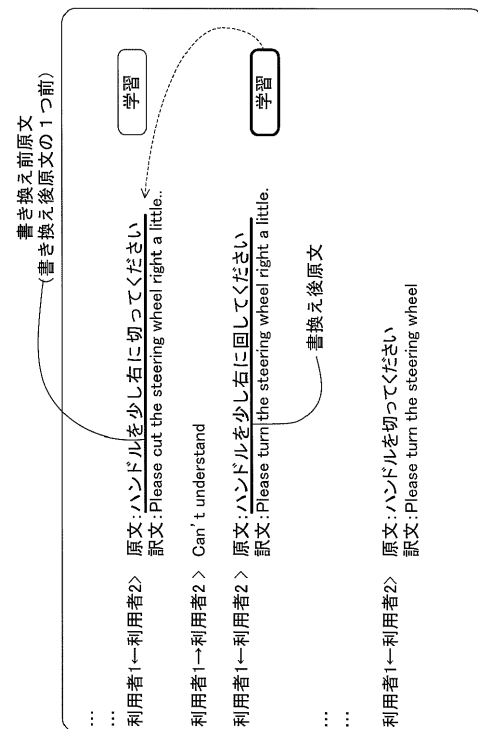 書き換え前原文
(書き換え後原文の1つ前)
…
…
利用者1←利用者2> 原文:ハンドルを少し右に切ってください 学習
訳文:Please cut the steering wheel right a little..
利用者1→利用者2 > Can't understand
利用者1←利用者2 > 原文:ハンドルを少し右に回してください 学習
訳文:Please turn the steering wheel right a little.
書換え後原文
…
…
利用者1←利用者2> 原文:ハンドルを切ってください
訳文:Please turn the steering wheel